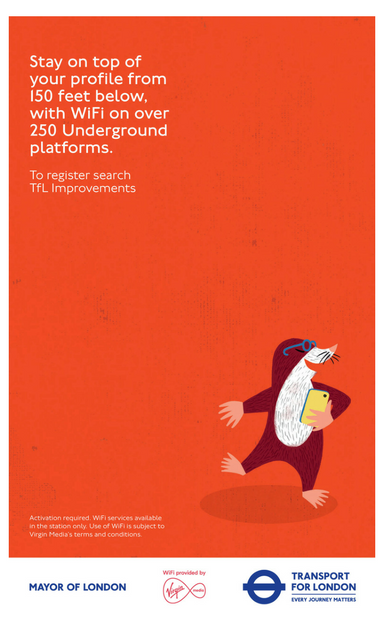 Stay on top of
your profile from
150 feet below,
with WiFi on over
250 Underground
platforms.
To register search
TfL Improvements
Activation required. WiFi services available
in the station only. Use of WiFi is subject to
Virgin Media's terms and conditions.
MAYOR OF LONDON
WiFi provided by
Virgin media
TRANSPORT
FOR LONDON
EVERY JOURNEY MATTERS